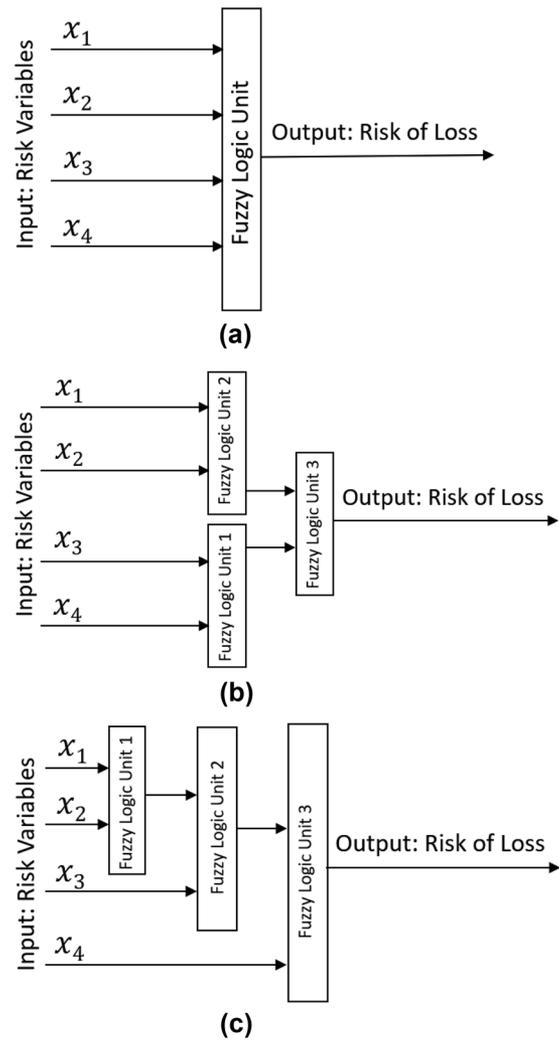 Input: Risk Variables
x₁
x₂
x₃
x₄
Fuzzy Logic Unit
Output: Risk of Loss
(a)
Input: Risk Variables
x₁
x₂
x₃
x₄
Fuzzy Logic Unit 2
Fuzzy Logic Unit 1
Fuzzy Logic Unit 3
Output: Risk of Loss
(b)
Input: Risk Variables
x₁
x₂
x₃
x₄
Fuzzy Logic Unit 1
Fuzzy Logic Unit 2
Fuzzy Logic Unit 3
Output: Risk of Loss
(c)